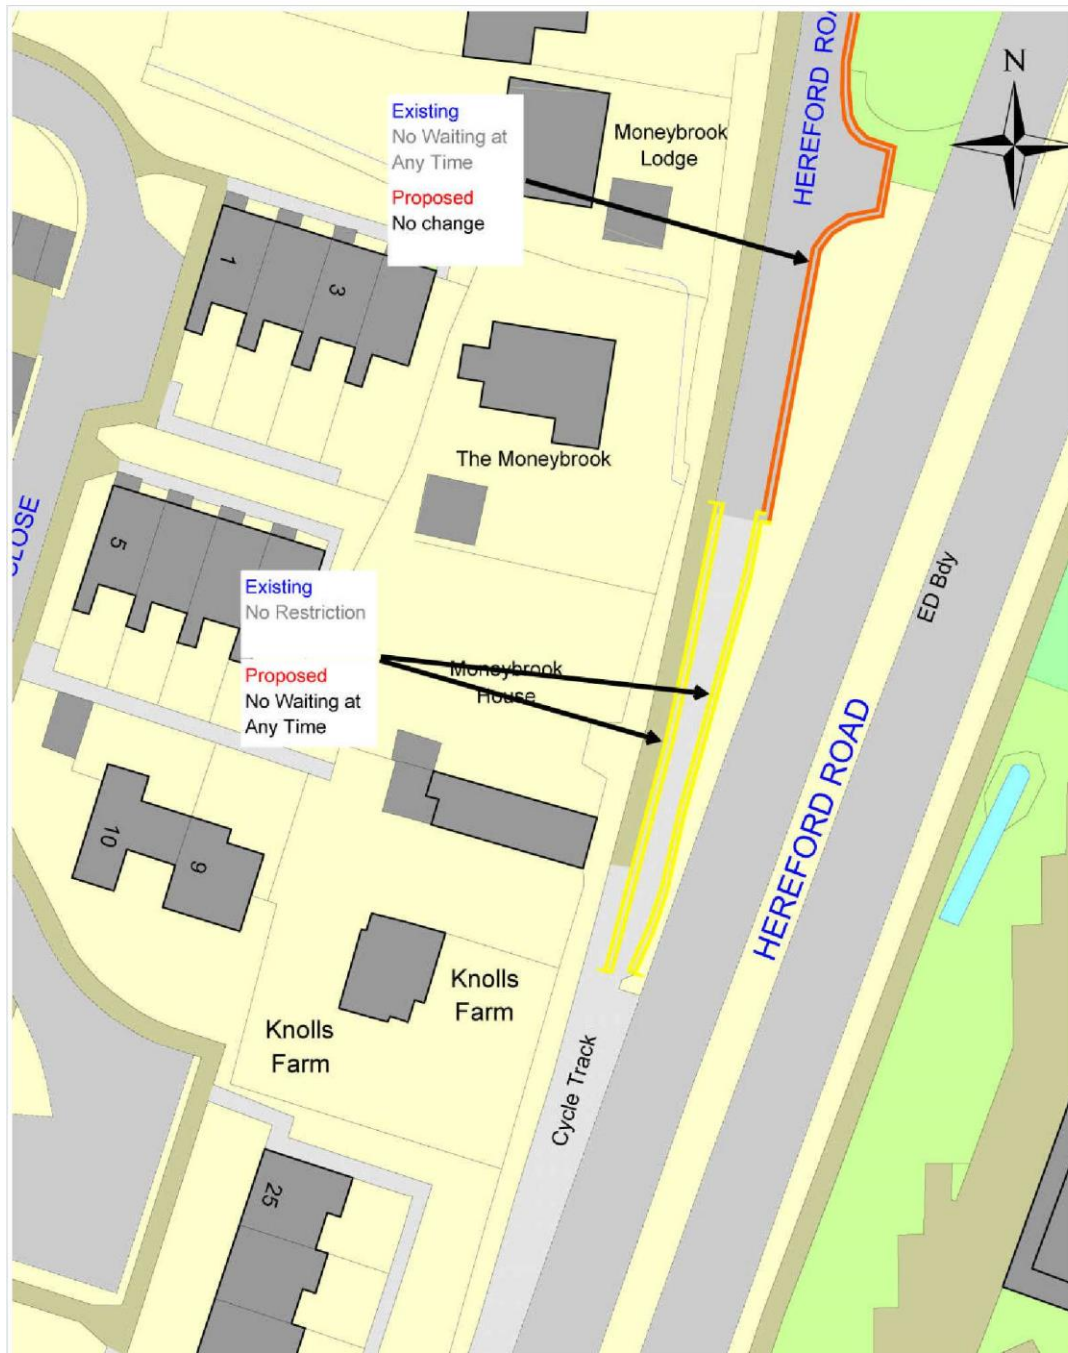 HEREFORD ROA
N
Existing
No Waiting at
Any Time
Proposed
No change
Moneybrook
Lodge
1
3
The Moneybrook
CLOSE
5
Existing
No Restriction
Proposed
No Waiting at
Any Time
Moneybrook
House
ED Bdy
HEREFORD ROAD
10
9
Knolls
Farm
Knolls
Farm
Cycle Track
25